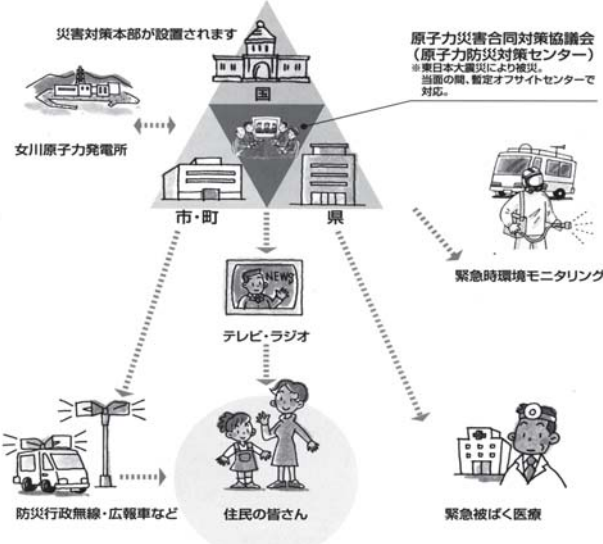 災害対策本部が設置されます
原子力災害合同対策協議会
(原子力防災対策センター)
※東日本大震災により被災。
当面の間、暫定オフサイトセンターで
対応。
国
女川原子力発電所
市・町
県
緊急時環境モニタリング
NEWS
テレビ・ラジオ
防災行政無線・広報車など
住民の皆さん
緊急被ばく医療